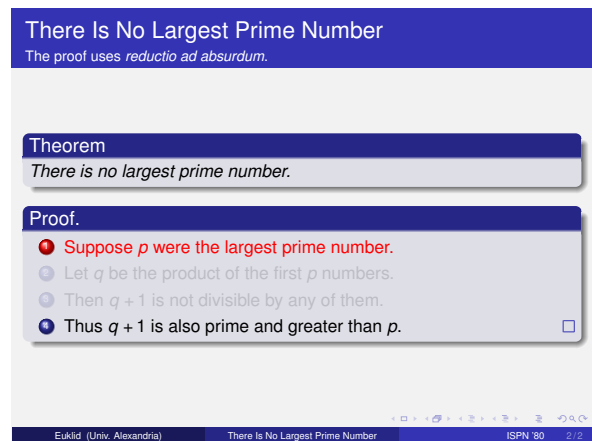 There Is No Largest Prime Number
The proof uses reductio ad absurdum.
Theorem
There is no largest prime number.
Proof.
1 Suppose p were the largest prime number.
2 Let q be the product of the first p numbers.
3 Then q + 1 is not divisible by any of them.
4 Thus q + 1 is also prime and greater than p.
Euklid (Univ. Alexandria) There Is No Largest Prime Number ISPN '80 2 / 2